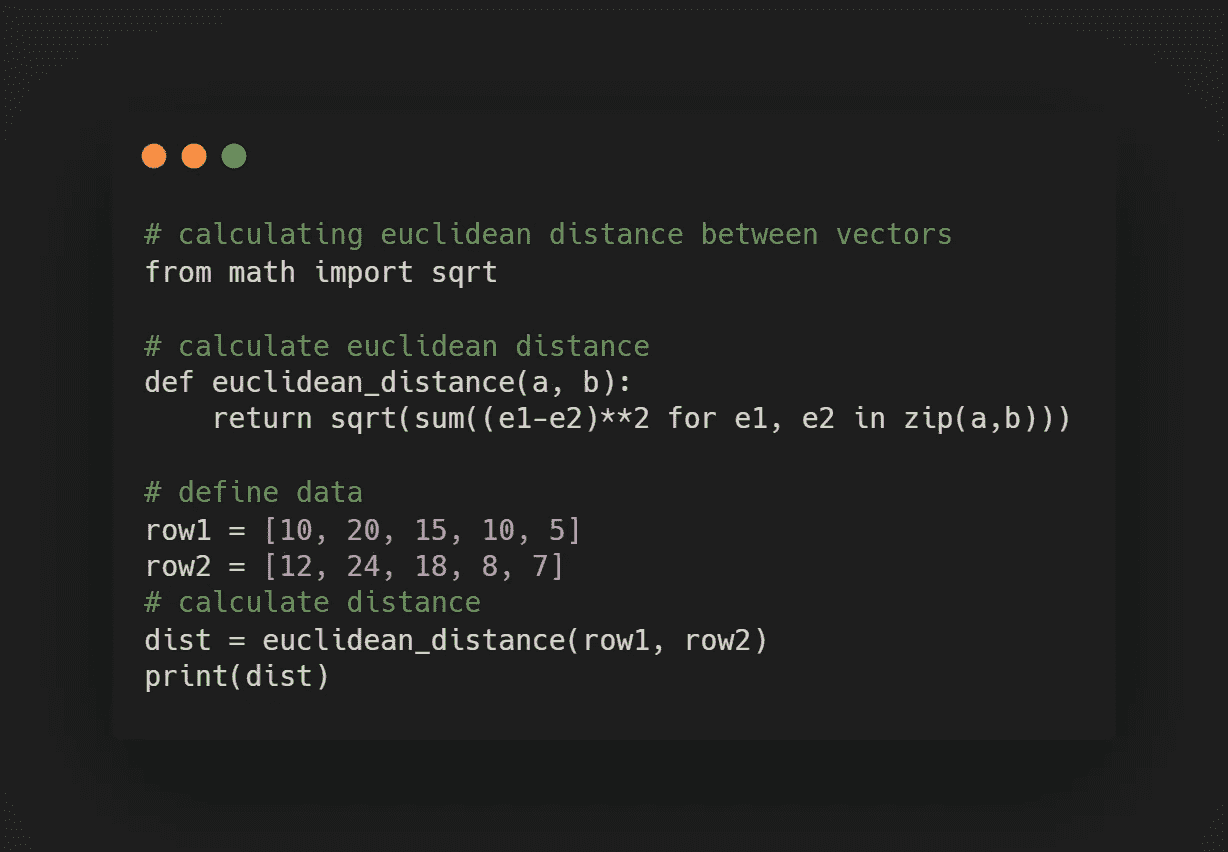 # calculating euclidean distance between vectors
from math import sqrt

# calculate euclidean distance
def euclidean_distance(a, b):
    return sqrt(sum((e1-e2)**2 for e1, e2 in zip(a,b)))

# define data
row1 = [10, 20, 15, 10, 5]
row2 = [12, 24, 18, 8, 7]
# calculate distance
dist = euclidean_distance(row1, row2)
print(dist)